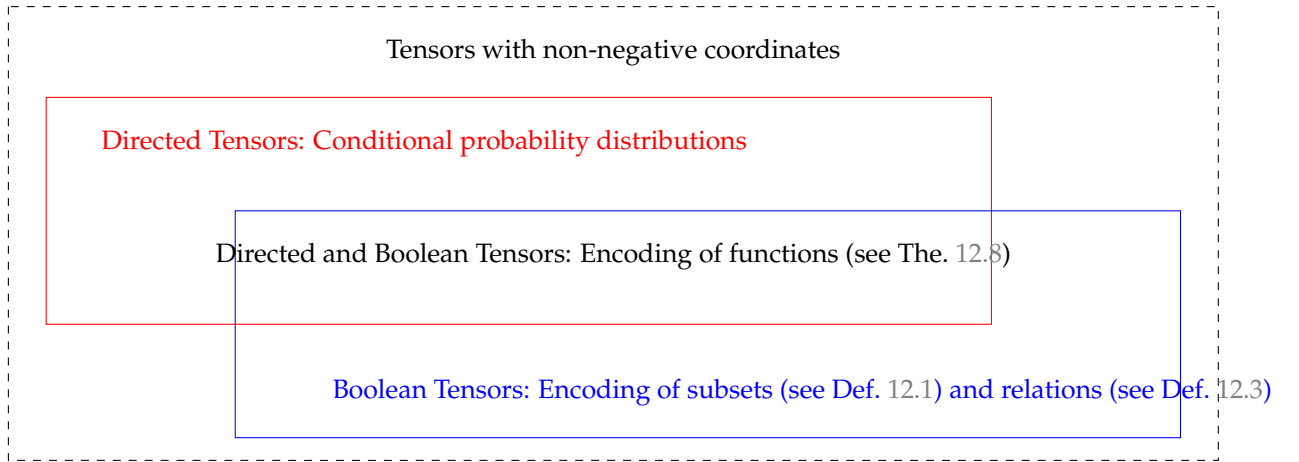 Tensors with non-negative coordinates
Directed Tensors: Conditional probability distributions
Directed and Boolean Tensors: Encoding of functions (see The. 12.8)
Boolean Tensors: Encoding of subsets (see Def. 12.1) and relations (see Def. 12.3)